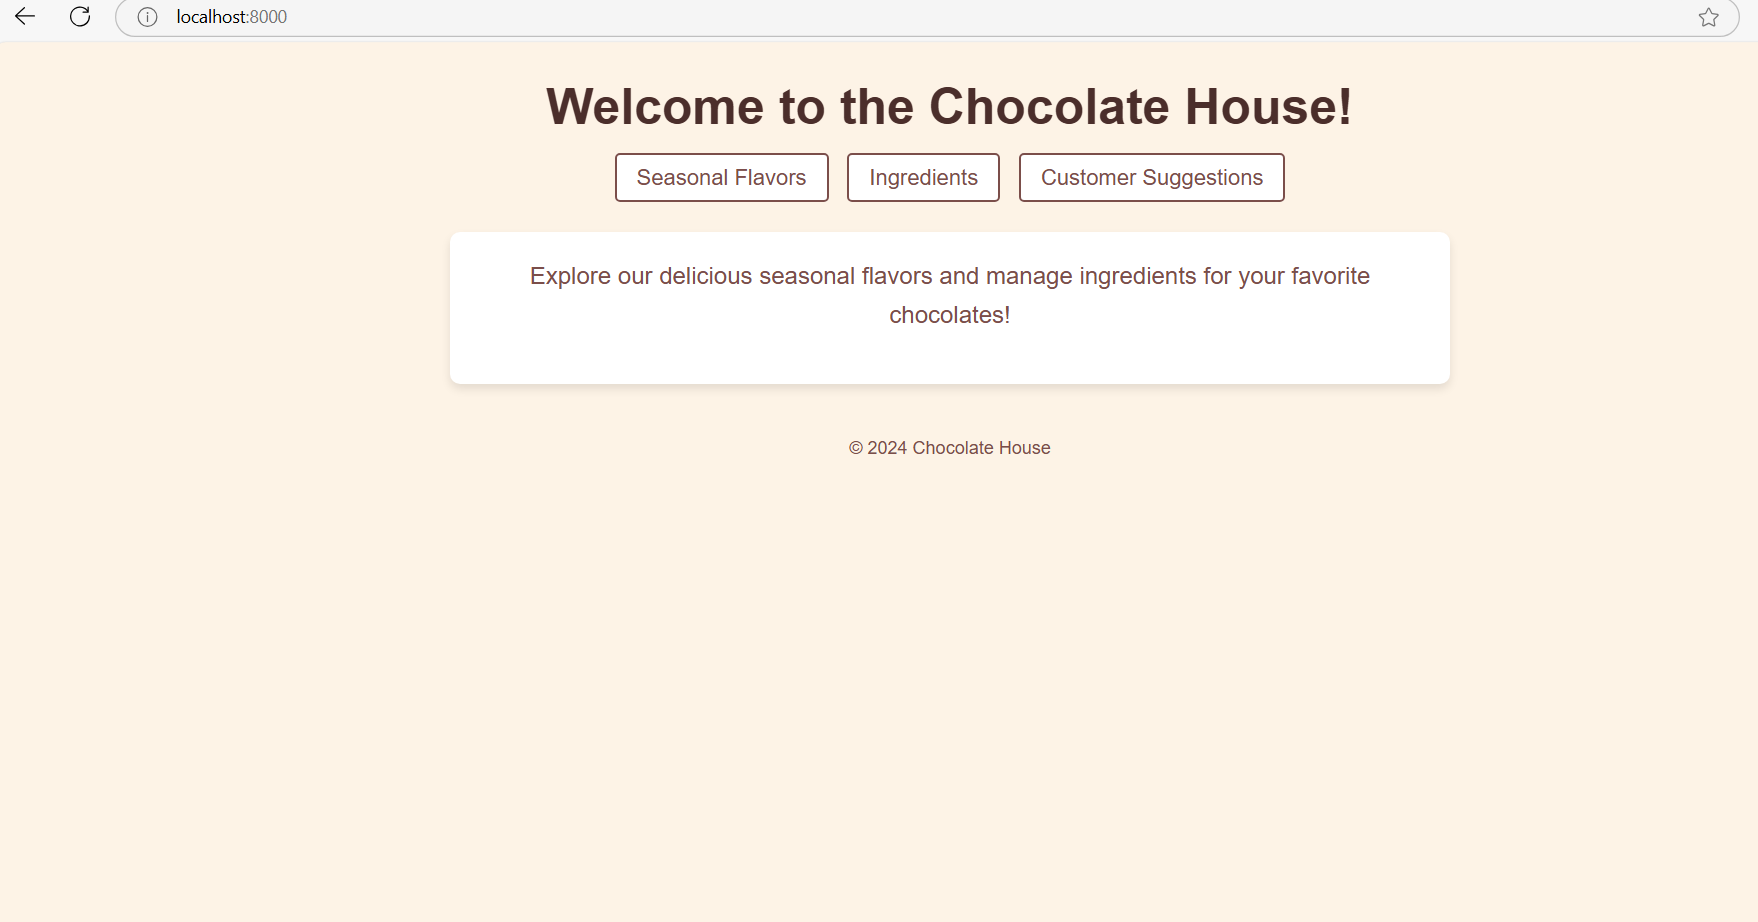 localhost:8000
Welcome to the Chocolate House!
Seasonal Flavors
Ingredients
Customer Suggestions
Explore our delicious seasonal flavors and manage ingredients for your favorite
chocolates!
© 2024 Chocolate House